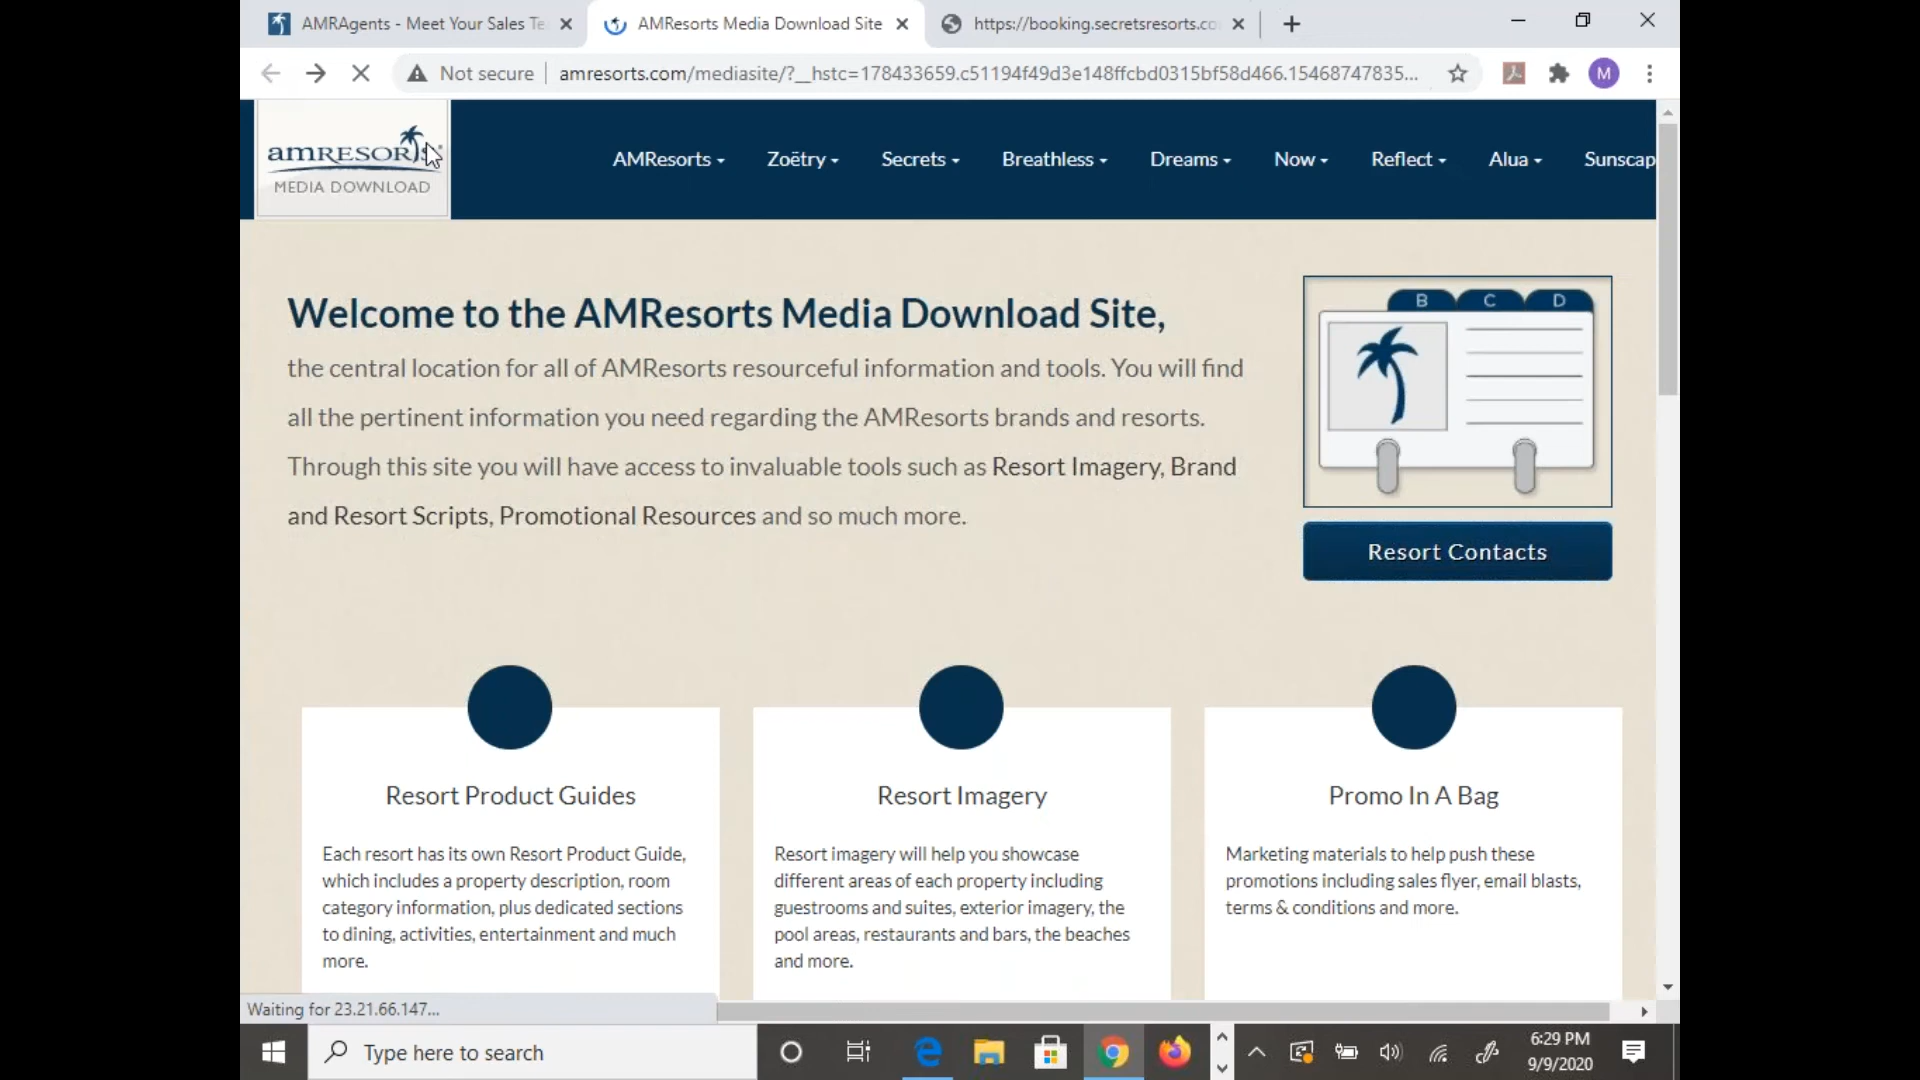 AMRAgents - Meet Your Sales Te
AMResorts Media Download Site
https://booking.secretsresorts.co
Not secure
amresorts.com/mediasite/?__hstc=178433659.c51194f49d3e148ffcbd0315bf58d466.15468747835...
M
amRESORTS
MEDIA DOWNLOAD
AMResorts
Zoëtry
Secrets
Breathless
Dreams
Now
Reflect
Alua
Sunscap
Welcome to the AMResorts Media Download Site,
the central location for all of AMResorts resourceful information and tools. You will find
all the pertinent information you need regarding the AMResorts brands and resorts.
Through this site you will have access to invaluable tools such as Resort Imagery, Brand
and Resort Scripts, Promotional Resources and so much more.
B C D
Resort Contacts
Resort Product Guides
Each resort has its own Resort Product Guide,
which includes a property description, room
category information, plus dedicated sections
to dining, activities, entertainment and much
more.
Resort Imagery
Resort imagery will help you showcase
different areas of each property including
guestrooms and suites, exterior imagery, the
pool areas, restaurants and bars, the beaches
and more.
Promo In A Bag
Marketing materials to help push these
promotions including sales flyer, email blasts,
terms & conditions and more.
Waiting for 23.21.66.147...
Type here to search
6:29 PM
9/9/2020